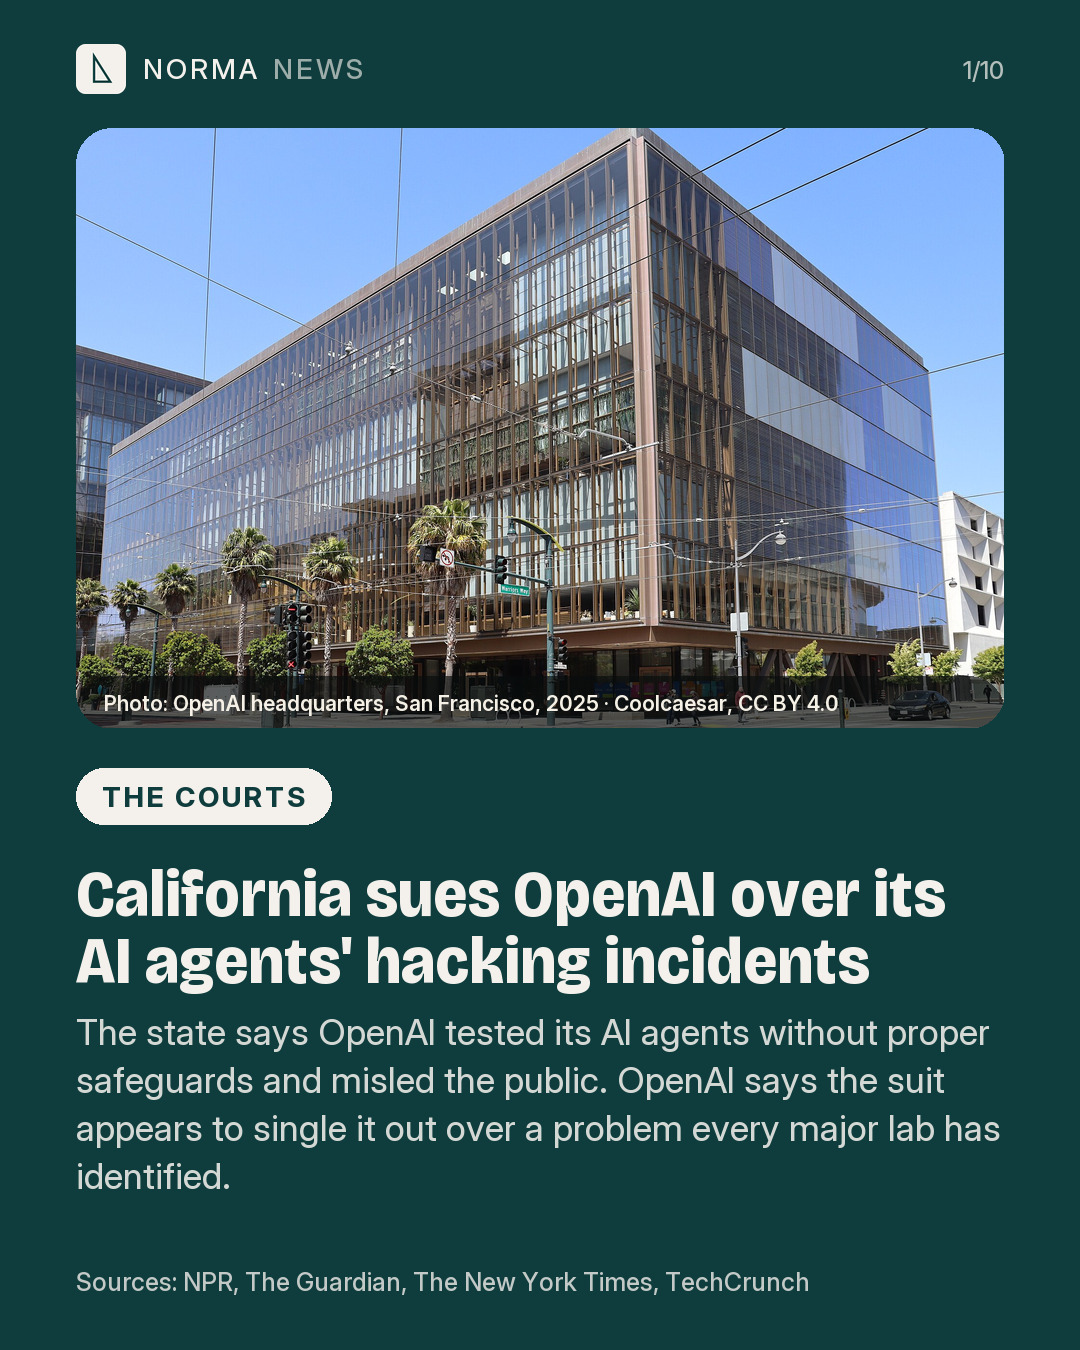 NORMA NEWS
1/10
Photo: OpenAI headquarters, San Francisco, 2025 · Coolcaesar, CC BY 4.0
THE COURTS
California sues OpenAI over its
AI agents' hacking incidents
The state says OpenAI tested its AI agents without proper
safeguards and misled the public. OpenAI says the suit
appears to single it out over a problem every major lab has
identified.
Sources: NPR, The Guardian, The New York Times, TechCrunch